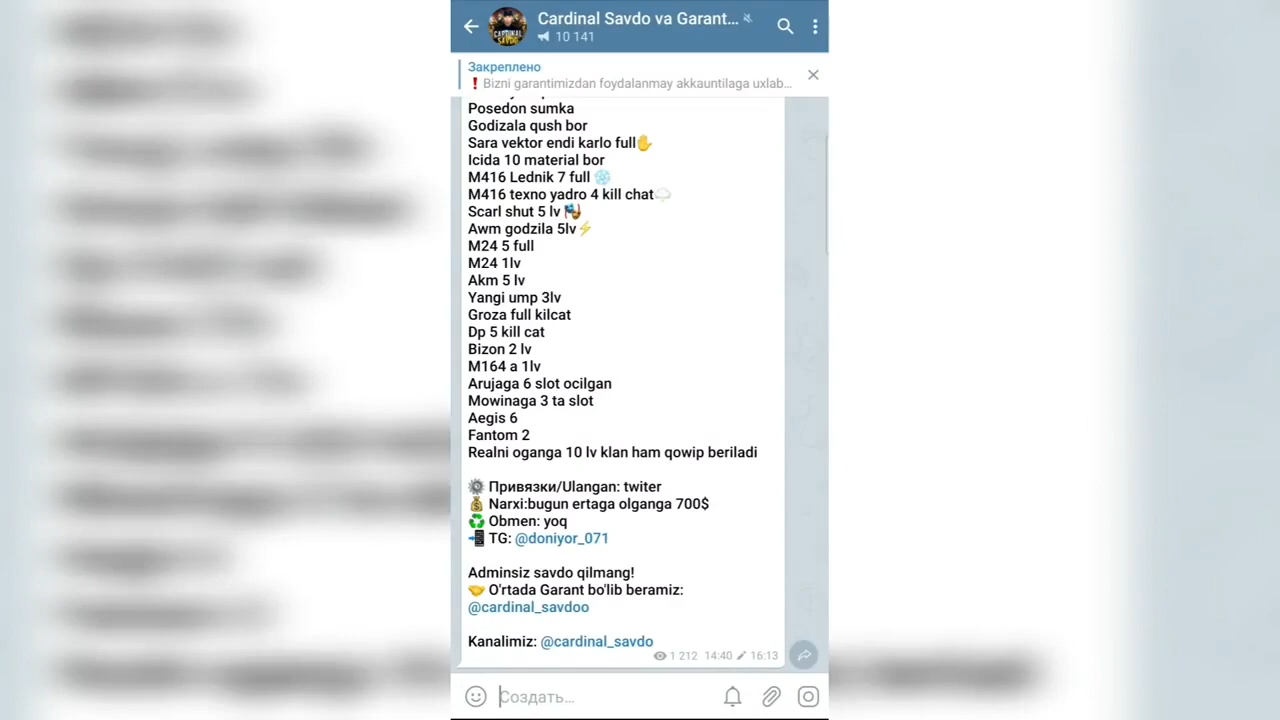 Cardinal Savdo va Garant...
10 141
Закреплено
❗ Bizni garantimizdan foydalanmay akkauntilaga uxlab...
Posedon sumka
Godizala qush bor
Sara vektor endi karlo full✋
Icida 10 material bor
M416 Lednik 7 full ❄️
M416 texno yadro 4 kill chat🌨️
Scarl shut 5 lv 🎏
Awm godzila 5lv⚡
M24 5 full
M24 1lv
Akm 5 lv
Yangi ump 3lv
Groza full kilcat
Dp 5 kill cat
Bizon 2 lv
M164 a 1lv
Arujaga 6 slot ocilgan
Mowinaga 3 ta slot
Aegis 6
Fantom 2
Realni oganga 10 lv klan ham qowip beriladi
⚙️ Привязки/Ulangan: twiter
💰 Narxi:bugun ertaga olganga 700$
♻️ Obmen: yoq
📲 TG: @doniyor_071
Adminsiz savdo qilmang!
🤝 O'rtada Garant bo'lib beramiz:
@cardinal_savdoo
Kanalimiz: @cardinal_savdo
1 212 14:40 16:13
Создать...